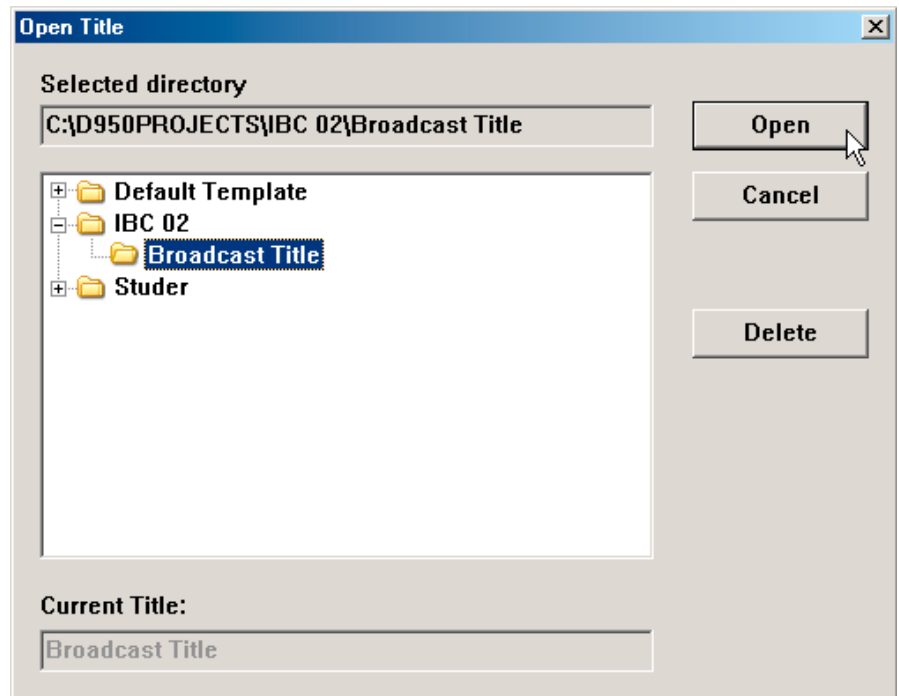 Open Title
Selected directory
C:\D950PROJECTS\IBC 02\Broadcast Title
Open
Default Template
Cancel
IBC 02
Broadcast Title
Studer
Delete
Current Title:
Broadcast Title